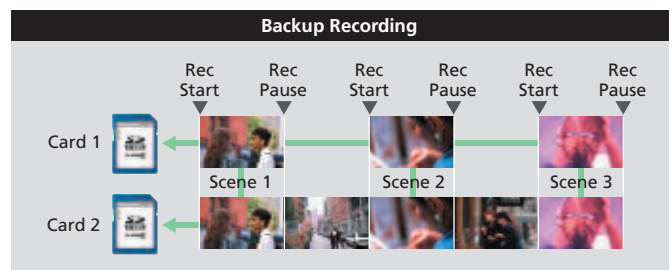 Backup Recording
Rec Start
Rec Pause
Rec Start
Rec Pause
Rec Start
Rec Pause
Card 1
Scene 1
Scene 2
Scene 3
Card 2